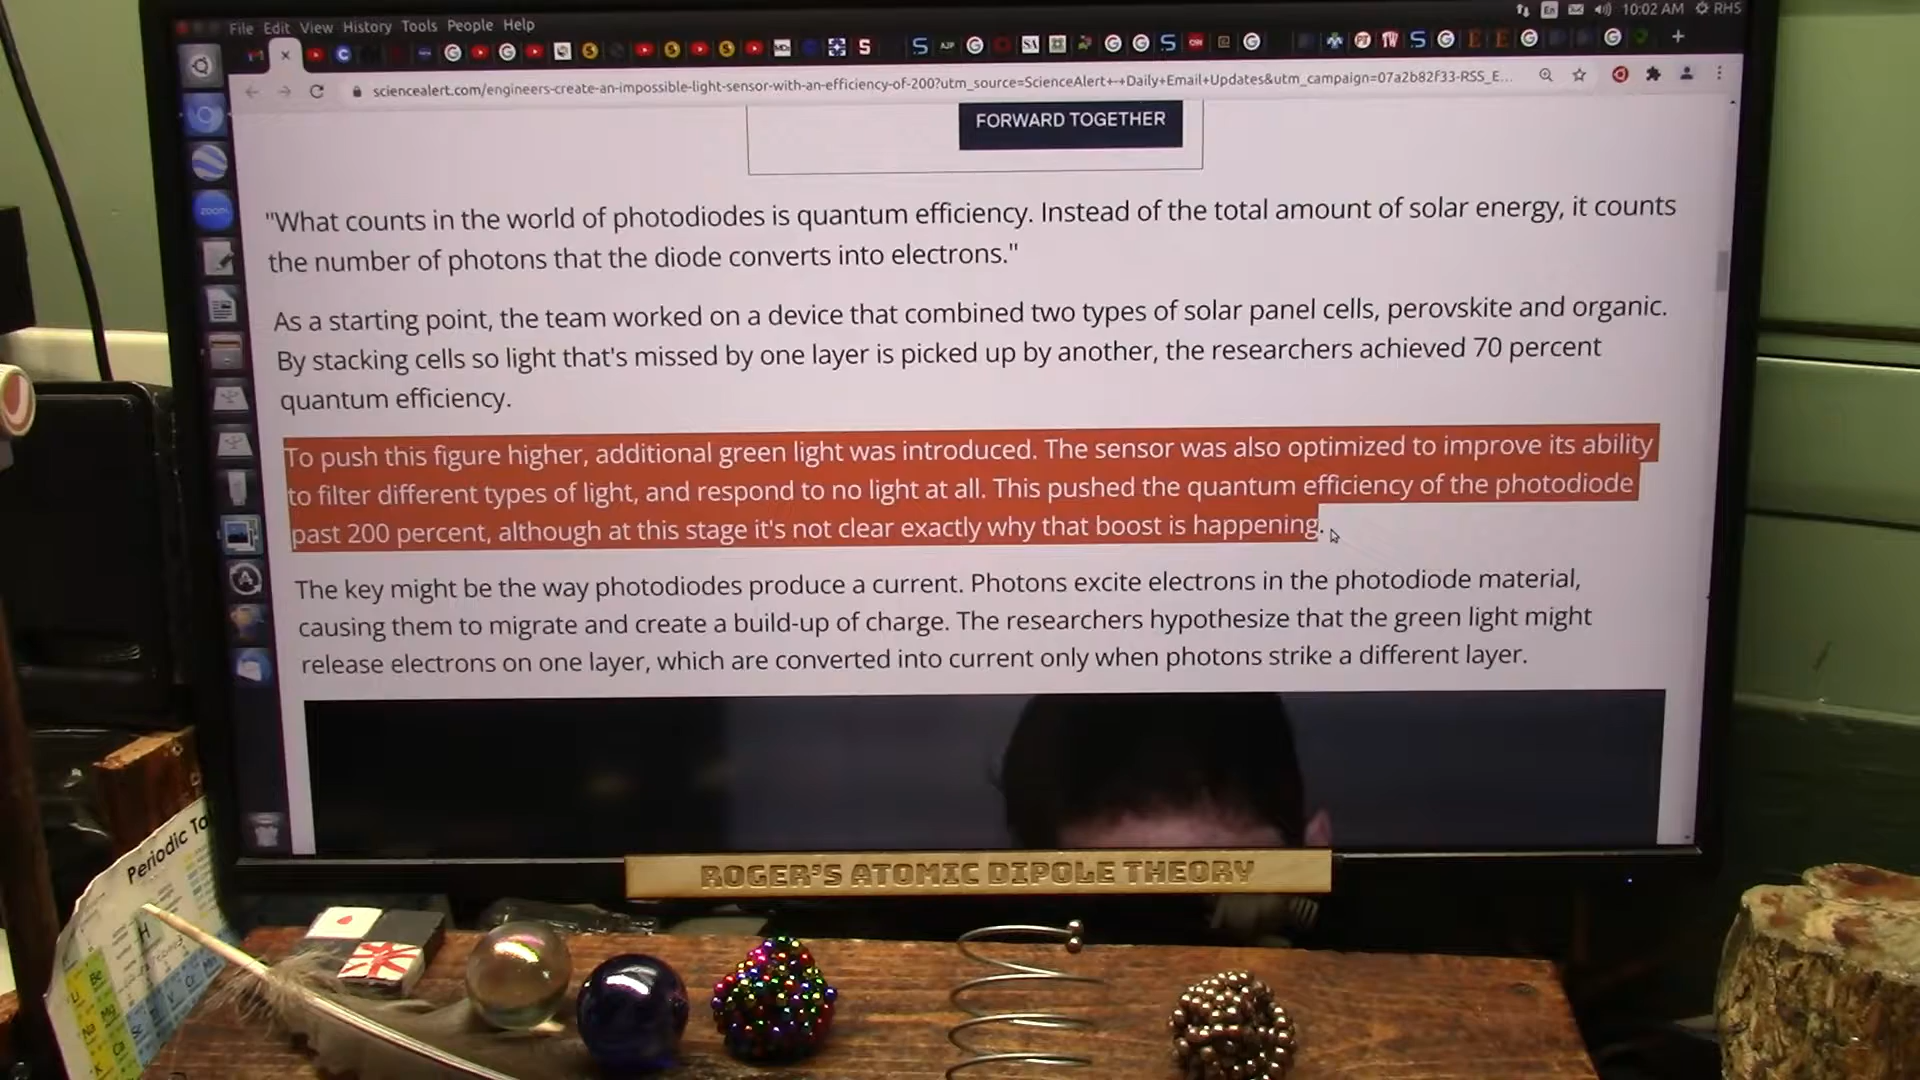 File Edit View History Tools People Help
En
10:02 AM
RHS
sciencealert.com/engineers-create-an-impossible-light-sensor-with-an-efficiency-of-200?utm_source=ScienceAlert+-+Daily+Email+Updates&utm_campaign=07a2b82f33-RSS_E...
FORWARD TOGETHER
zoom
"What counts in the world of photodiodes is quantum efficiency. Instead of the total amount of solar energy, it counts
the number of photons that the diode converts into electrons."
As a starting point, the team worked on a device that combined two types of solar panel cells, perovskite and organic.
By stacking cells so light that's missed by one layer is picked up by another, the researchers achieved 70 percent
quantum efficiency.
To push this figure higher, additional green light was introduced. The sensor was also optimized to improve its ability
to filter different types of light, and respond to no light at all. This pushed the quantum efficiency of the photodiode
past 200 percent, although at this stage it's not clear exactly why that boost is happening.
The key might be the way photodiodes produce a current. Photons excite electrons in the photodiode material,
causing them to migrate and create a build-up of charge. The researchers hypothesize that the green light might
release electrons on one layer, which are converted into current only when photons strike a different layer.
ROGER'S ATOMIC DIPOLE THEORY
Periodic Ta
H
Li Be
Na Mg
K Ca